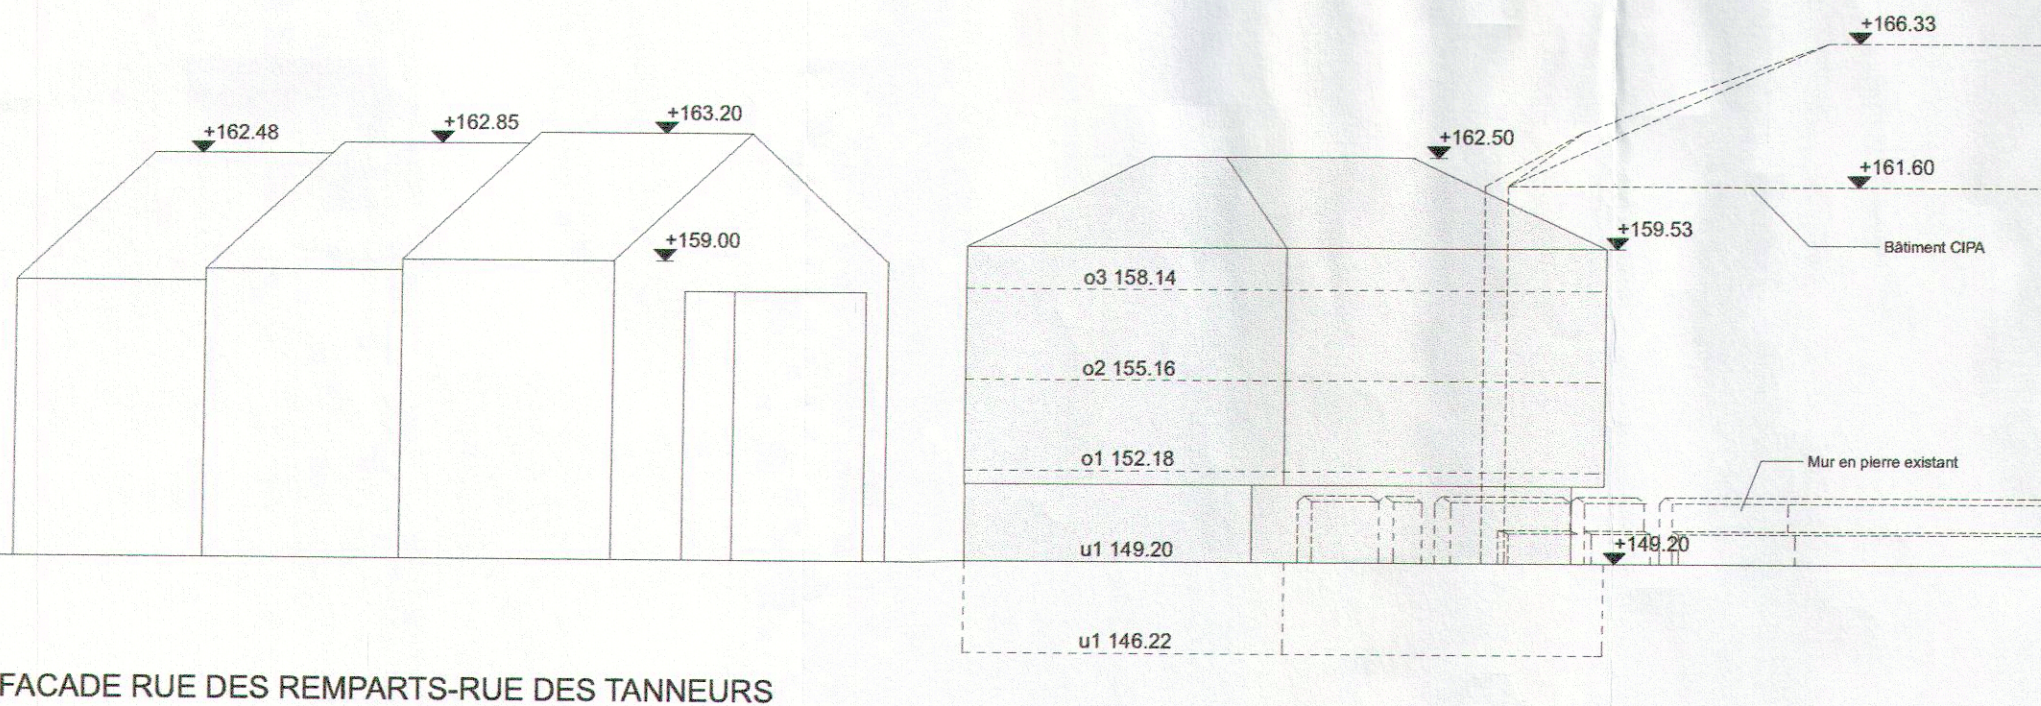 +166.33
+163.20
+162.85
+162.48
+162.50
+161.60
+159.00
+159.53
Bâtiment CIPA
o3 158.14
o2 155.16
o1 152.18
Mur en pierre existant
u1 149.20
+149.20
u1 146.22
FACADE RUE DES REMPARTS-RUE DES TANNEURS